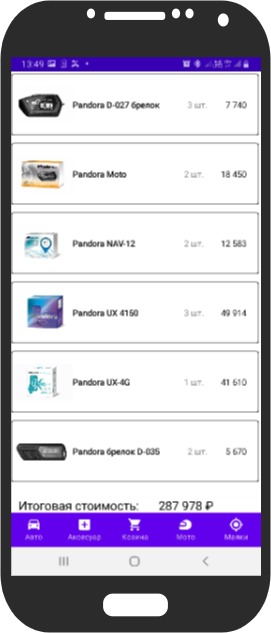 13:49
Pandora D-027 брелок 3 шт. 7 740
Pandora Moto 2 шт. 18 450
Pandora NAV-12 2 шт. 12 583
Pandora UX 4150 3 шт. 49 914
Pandora UX-4G 1 шт. 41 610
Pandora брелок D-035 2 шт. 5 670
Итоговая стоимость: 287 978 ₽
Авто Аксессуар Козина Мото Маяки